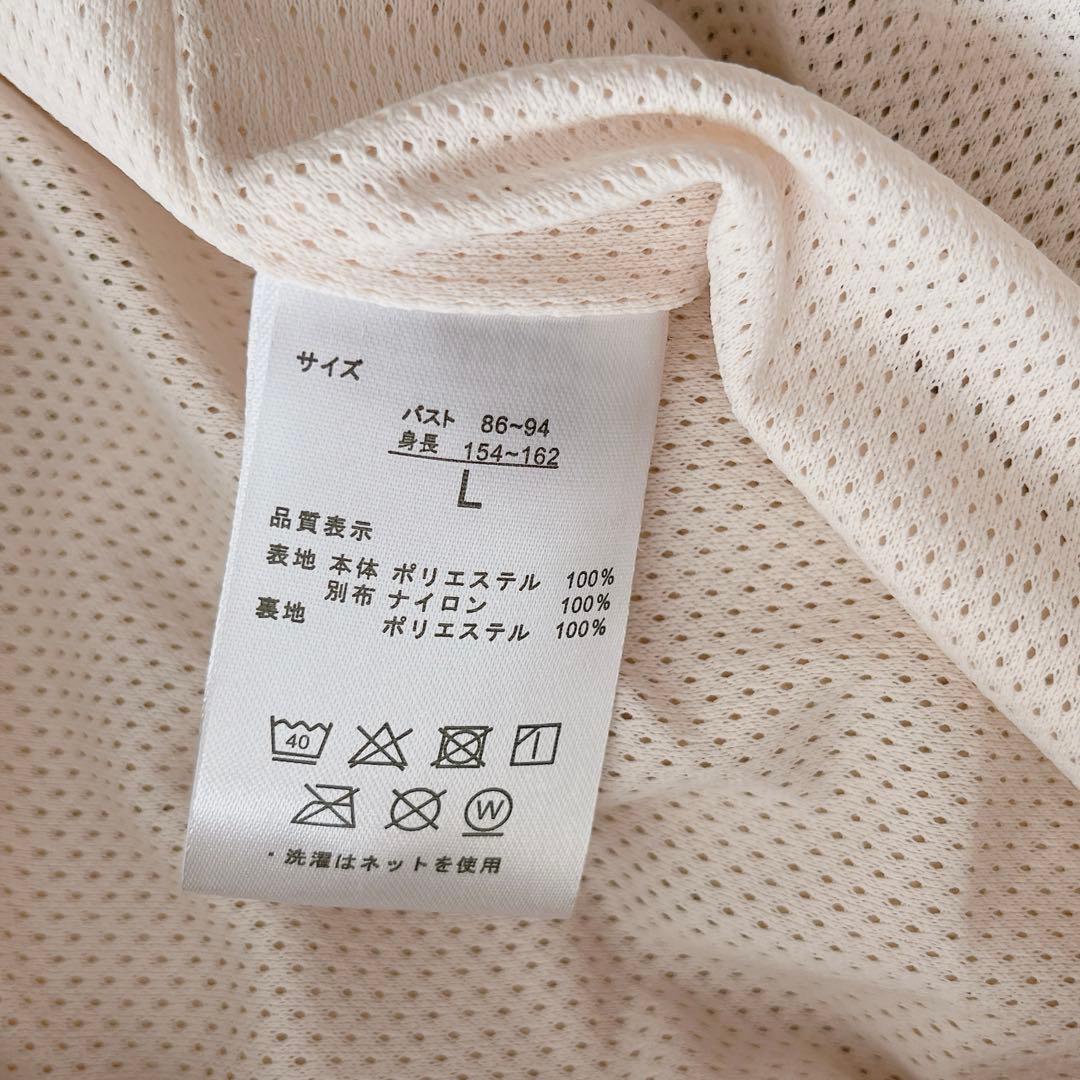 サイズ
バスト 86~94
身長 154~162
L
品質表示
表地 本体 ポリエステル 100%
別布 ナイロン 100%
裏地 ポリエステル 100%
40
W
・洗濯はネットを使用